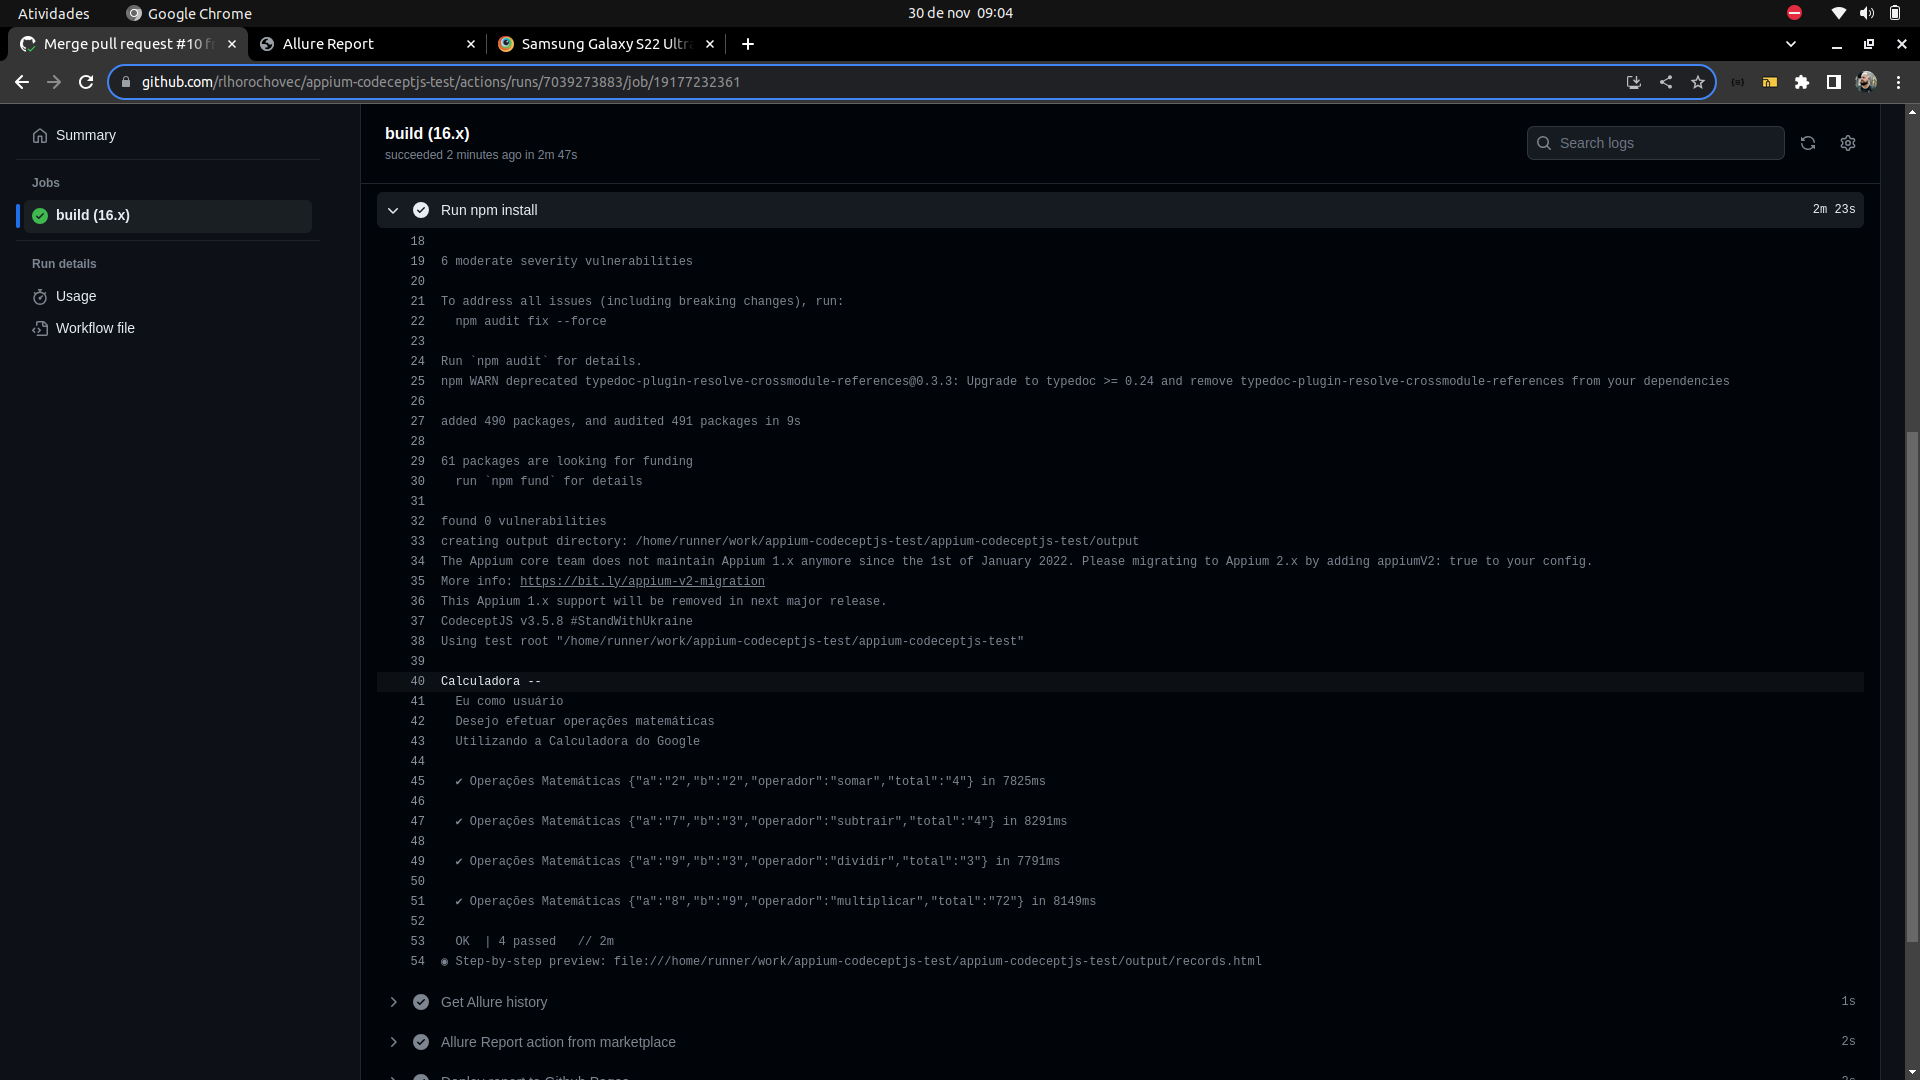 Atividades
Google Chrome
30 de nov 09:04
Merge pull request #10 f
Allure Report
Samsung Galaxy S22 Ultr
github.com/rlhorochovec/appium-codeceptjs-test/actions/runs/7039273883/job/19177232361
Summary
Jobs
build (16.x)
Run details
Usage
Workflow file
build (16.x)
succeeded 2 minutes ago in 2m 47s
Search logs
Run npm install
2m 23s
18
19 6 moderate severity vulnerabilities
20
21 To address all issues (including breaking changes), run:
22 npm audit fix --force
23
24 Run `npm audit` for details.
25 npm WARN deprecated typedoc-plugin-resolve-crossmodule-references@0.3.3: Upgrade to typedoc >= 0.24 and remove typedoc-plugin-resolve-crossmodule-references from your dependencies
26
27 added 490 packages, and audited 491 packages in 9s
28
29 61 packages are looking for funding
30 run `npm fund` for details
31
32 found 0 vulnerabilities
33 creating output directory: /home/runner/work/appium-codeceptjs-test/appium-codeceptjs-test/output
34 The Appium core team does not maintain Appium 1.x anymore since the 1st of January 2022. Please migrating to Appium 2.x by adding appiumV2: true to your config.
35 More info: https://bit.ly/appium-v2-migration
36 This Appium 1.x support will be removed in next major release.
37 CodeceptJS v3.5.8 #StandWithUkraine
38 Using test root "/home/runner/work/appium-codeceptjs-test/appium-codeceptjs-test"
39
40 Calculadora --
41 Eu como usuário
42 Desejo efetuar operações matemáticas
43 Utilizando a Calculadora do Google
44
45 ✔ Operações Matemáticas {"a":"2","b":"2","operador":"somar","total":"4"} in 7825ms
46
47 ✔ Operações Matemáticas {"a":"7","b":"3","operador":"subtrair","total":"4"} in 8291ms
48
49 ✔ Operações Matemáticas {"a":"9","b":"3","operador":"dividir","total":"3"} in 7791ms
50
51 ✔ Operações Matemáticas {"a":"8","b":"9","operador":"multiplicar","total":"72"} in 8149ms
52
53 OK | 4 passed // 2m
54 ◉ Step-by-step preview: file:///home/runner/work/appium-codeceptjs-test/appium-codeceptjs-test/output/records.html
Get Allure history
1s
Allure Report action from marketplace
2s
Deploy report to Github Pages